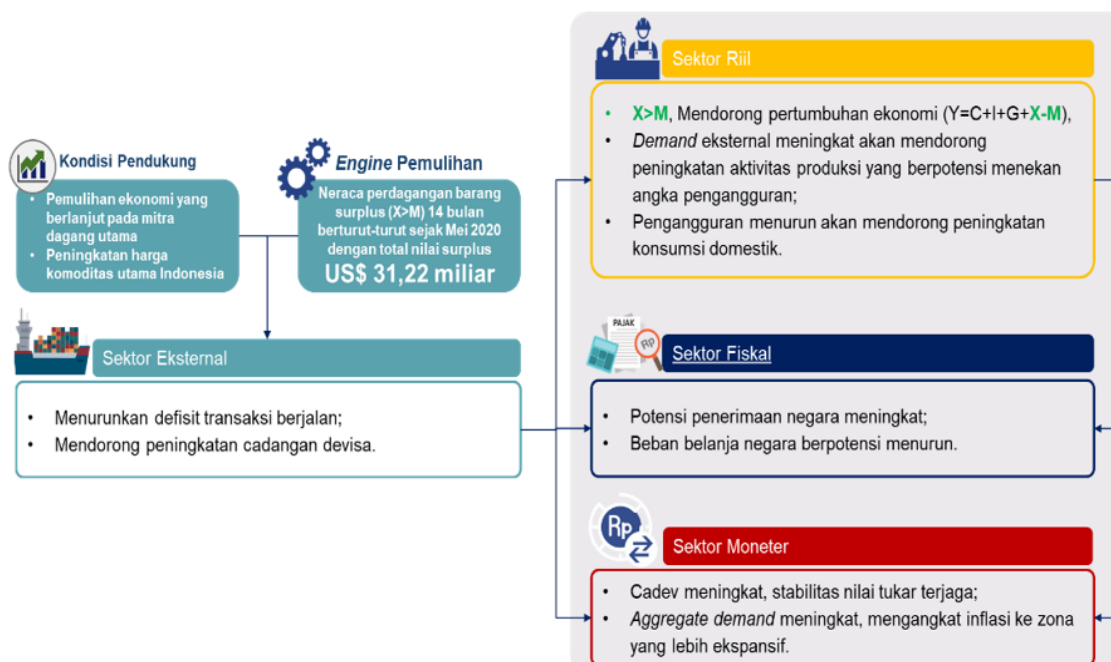 Kondisi Pendukung
• Pemulihan ekonomi yang
berlanjut pada mitra
dagang utama
• Peningkatan harga
komoditas utama Indonesia
Engine Pemulihan
Neraca perdagangan barang
surplus (X>M) 14 bulan
berturut-turut sejak Mei 2020
dengan total nilai surplus
US$ 31,22 miliar
Sektor Eksternal
• Menurunkan defisit transaksi berjalan;
• Mendorong peningkatan cadangan devisa.
Sektor Riil
• X>M, Mendorong pertumbuhan ekonomi (Y=C+I+G+X-M),
• Demand eksternal meningkat akan mendorong
peningkatan aktivitas produksi yang berpotensi menekan
angka pengangguran;
• Pengangguran menurun akan mendorong peningkatan
konsumsi domestik.
PAJAK
Rp
Sektor Fiskal
• Potensi penerimaan negara meningkat;
• Beban belanja negara berpotensi menurun.
Rp
Sektor Moneter
• Cadev meningkat, stabilitas nilai tukar terjaga;
• Aggregate demand meningkat, mengangkat inflasi ke zona
yang lebih ekspansif.